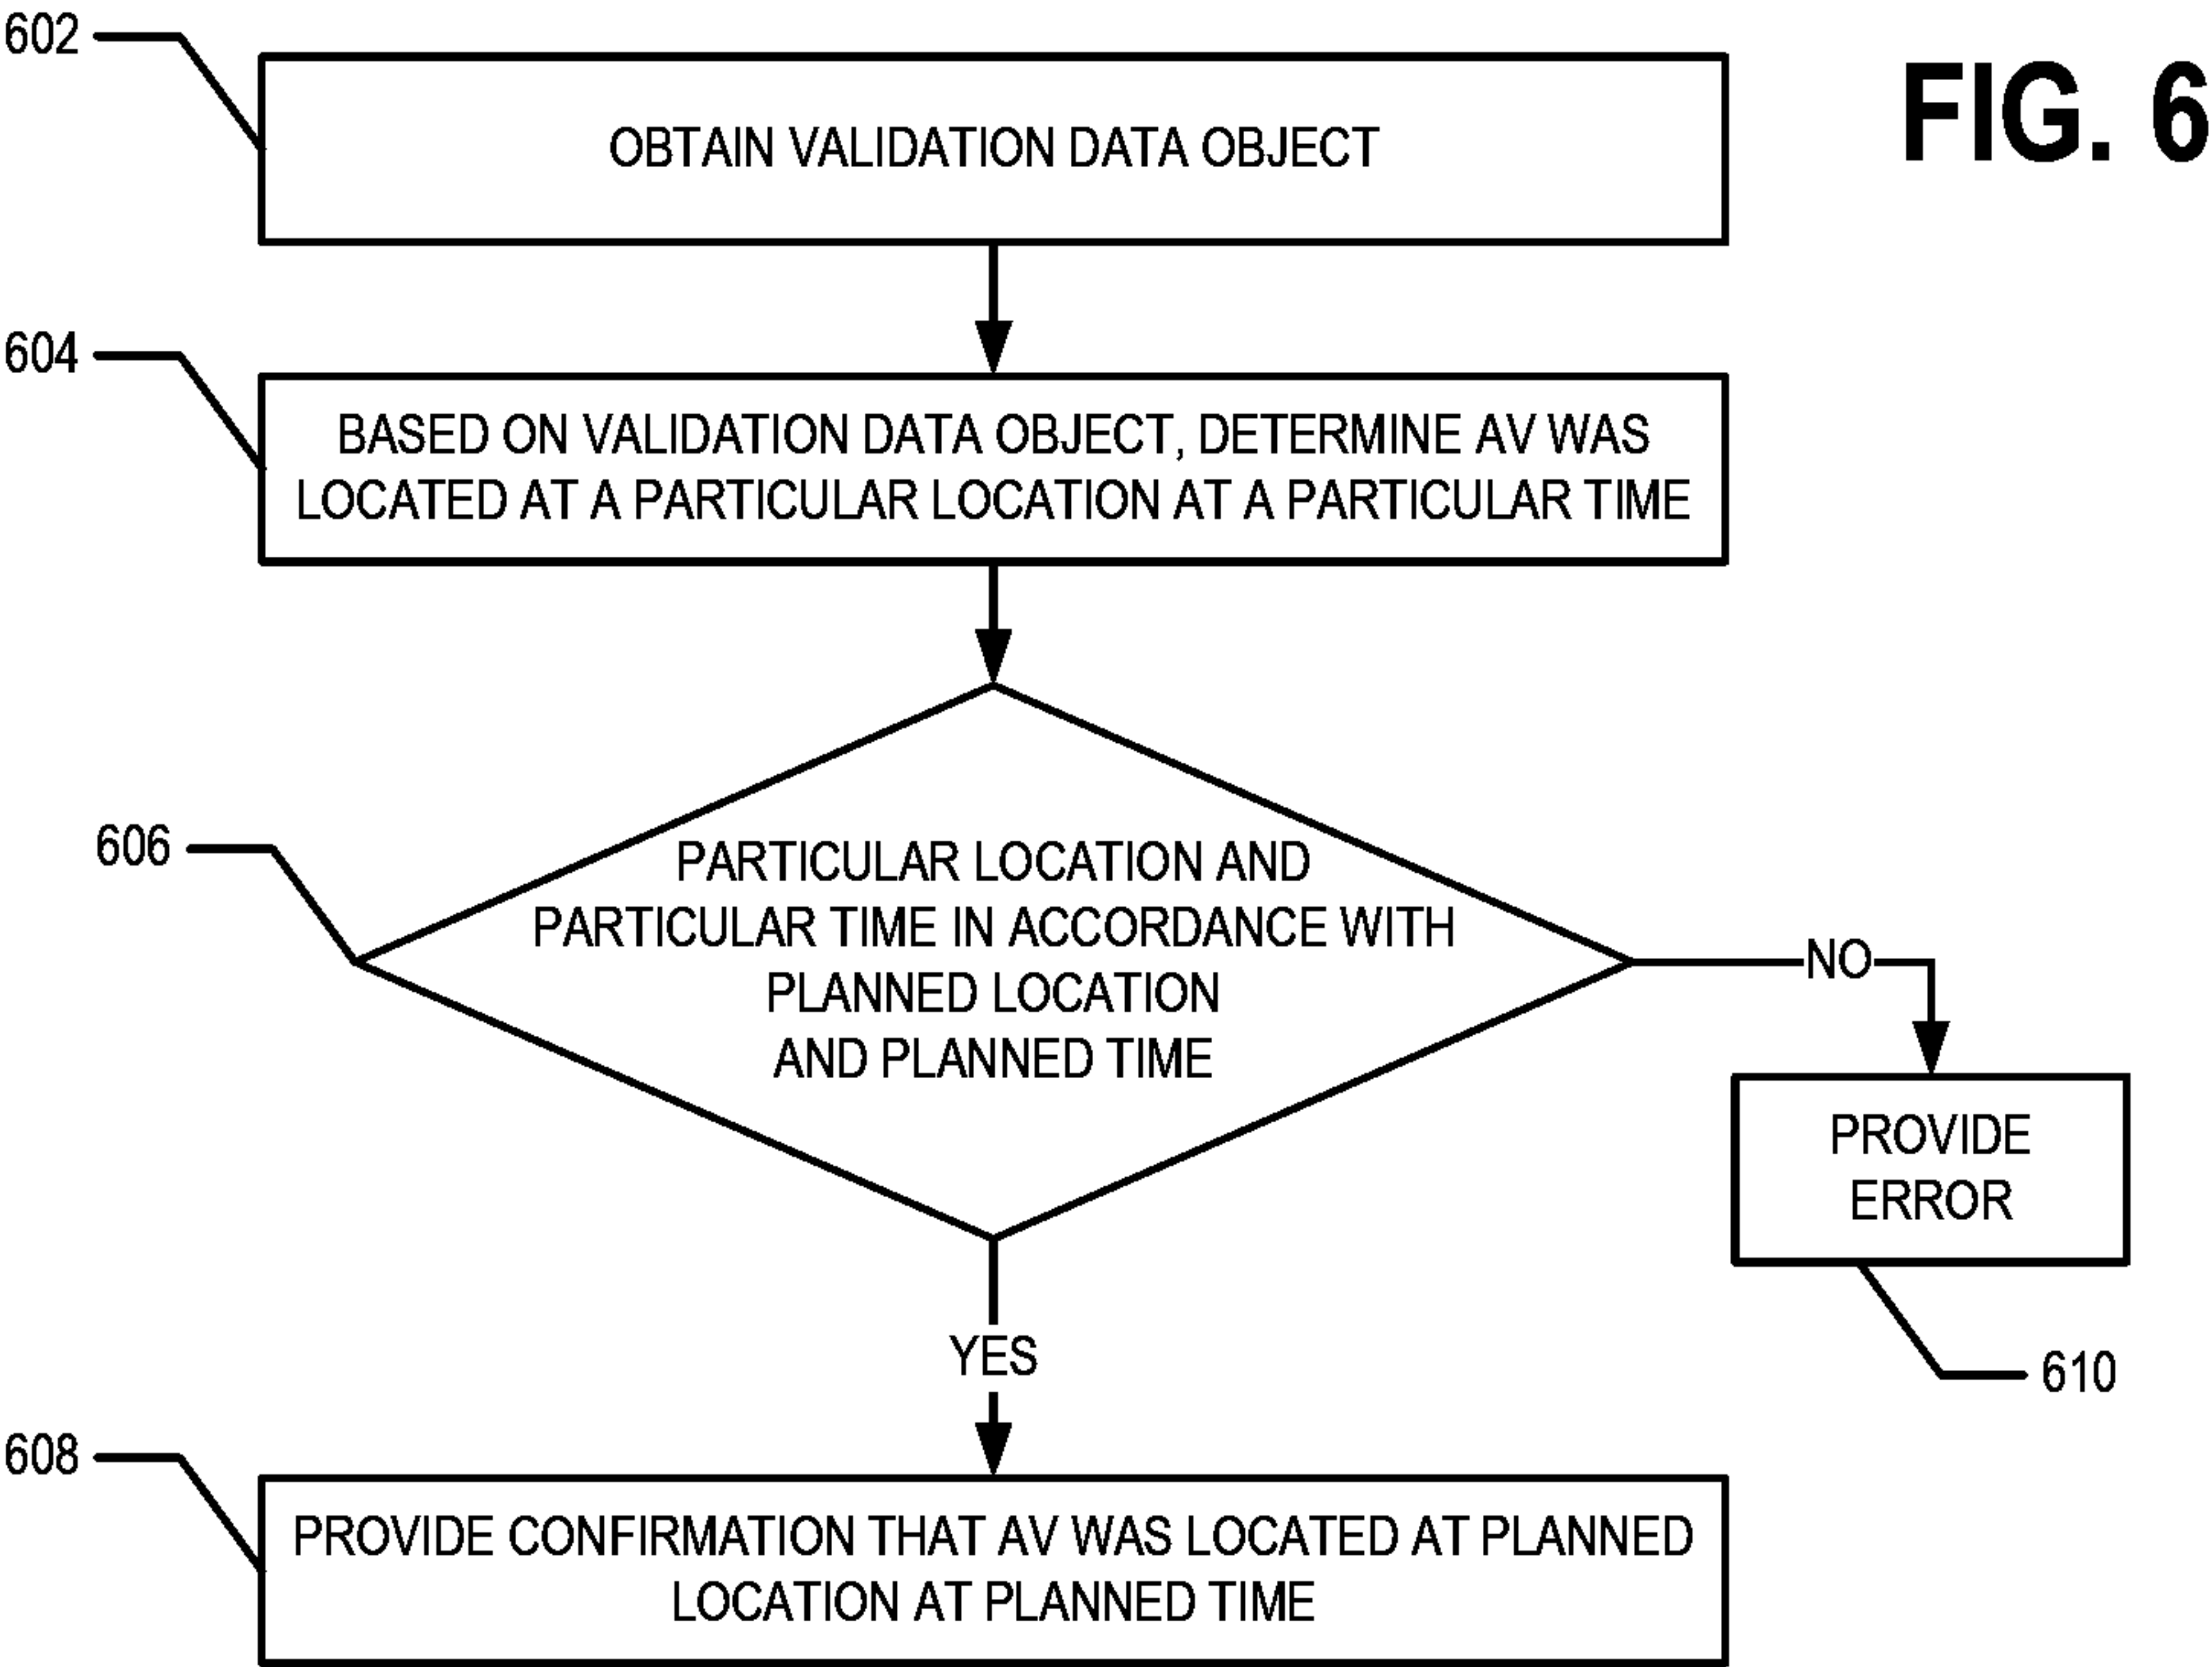 602
FIG. 6
OBTAIN VALIDATION DATA OBJECT
604
BASED ON VALIDATION DATA OBJECT, DETERMINE AV WAS
LOCATED AT A PARTICULAR LOCATION AT A PARTICULAR TIME
606
PARTICULAR LOCATION AND
PARTICULAR TIME IN ACCORDANCE WITH
PLANNED LOCATION
AND PLANNED TIME
NO
PROVIDE
ERROR
610
YES
608
PROVIDE CONFIRMATION THAT AV WAS LOCATED AT PLANNED
LOCATION AT PLANNED TIME